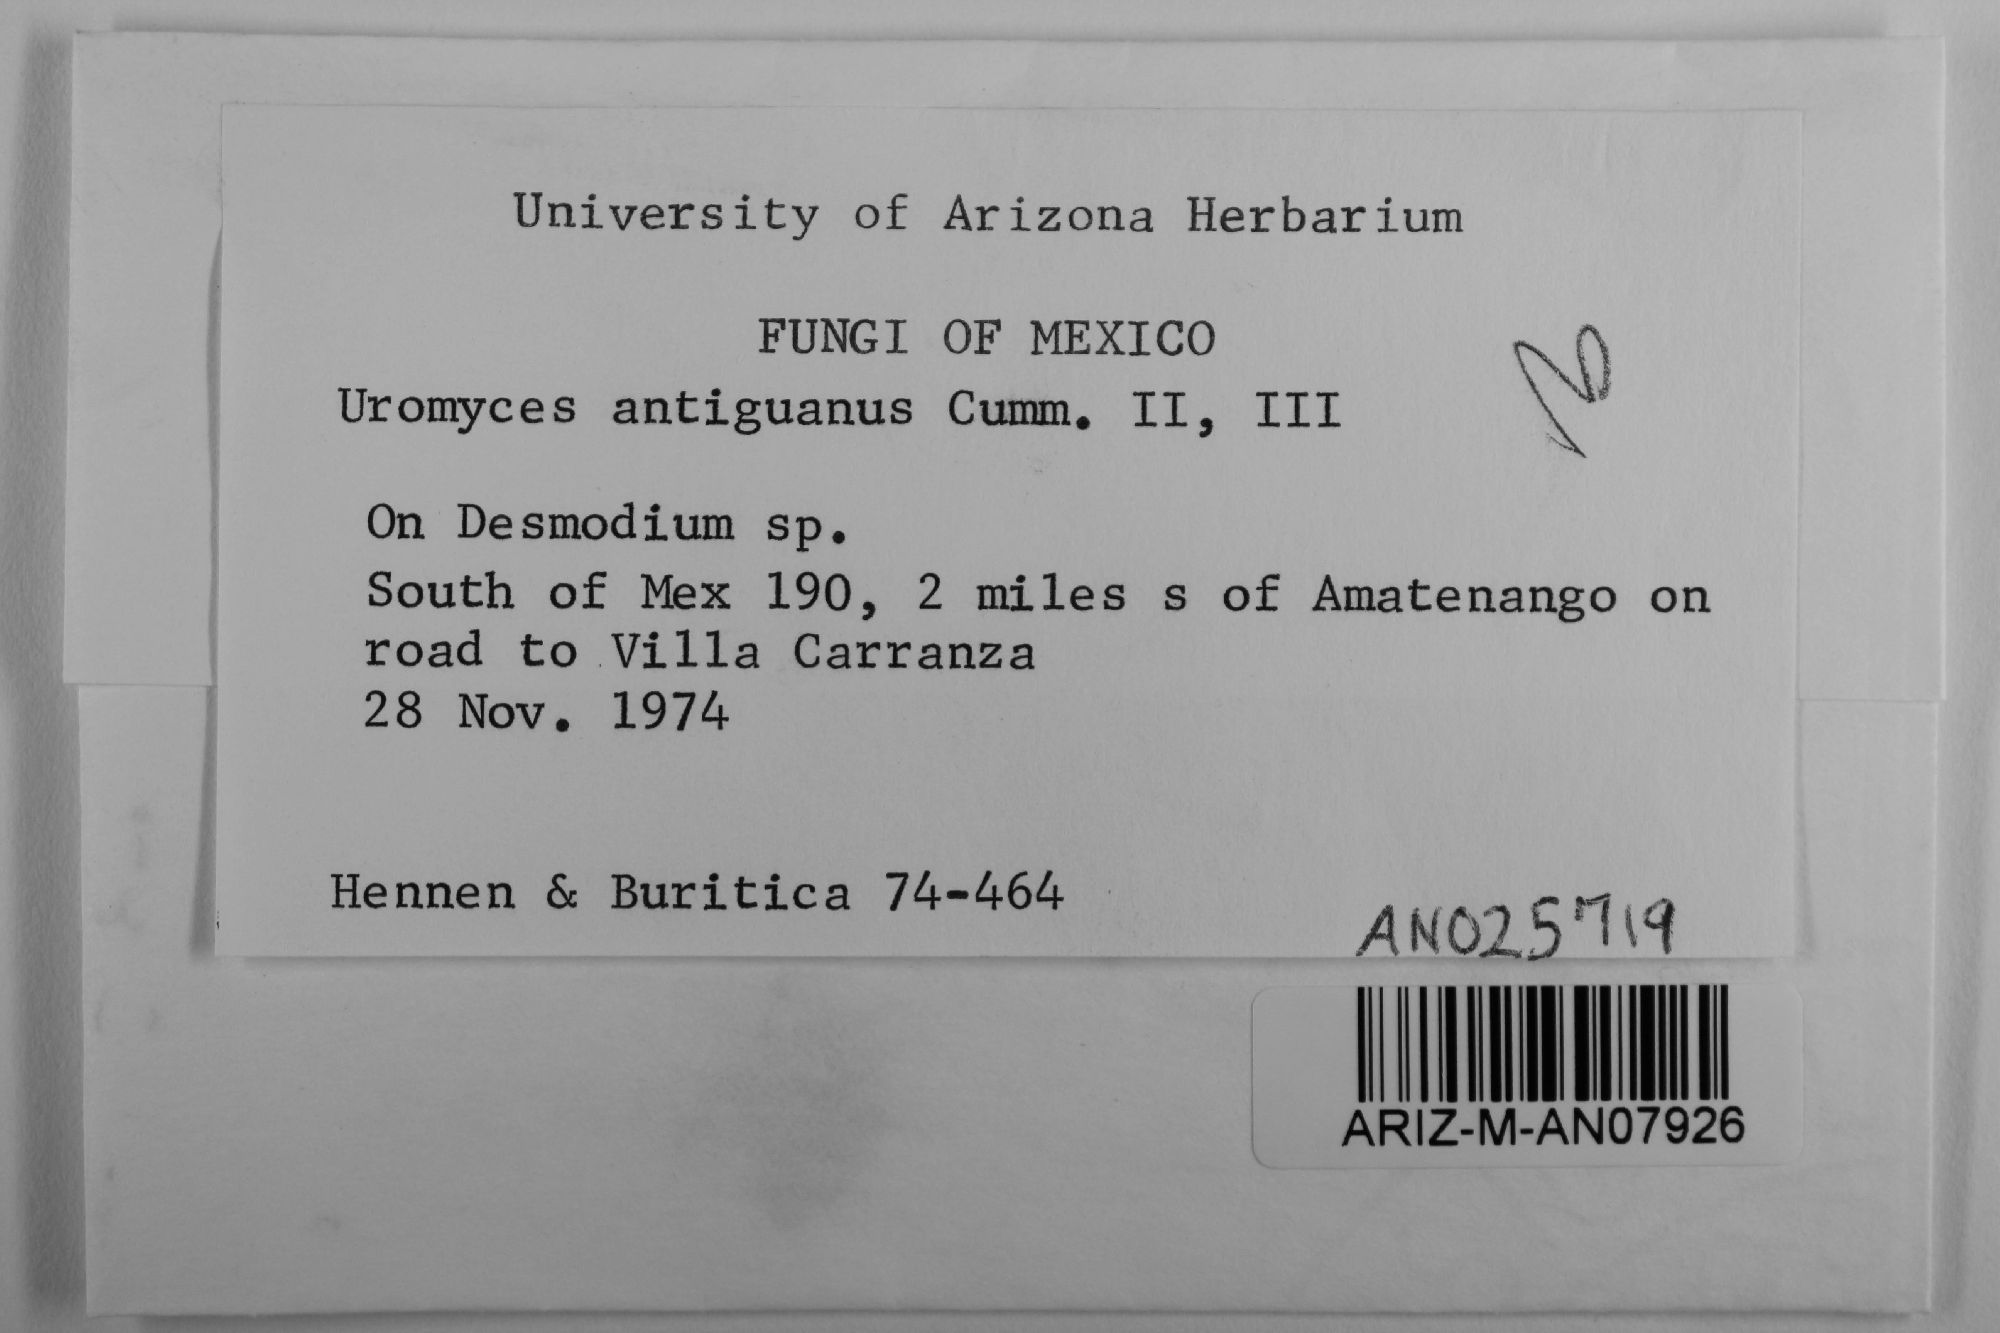 University of Arizona Herbarium
FUNGI OF MEXICO
Uromyces antiguanus Cumm. II, III
On Desmodium sp.
South of Mex 190, 2 miles s of Amatenango on
road to Villa Carranza
28 Nov. 1974
Hennen & Buritica 74-464
AN025719
ARIZ-M-AN07926